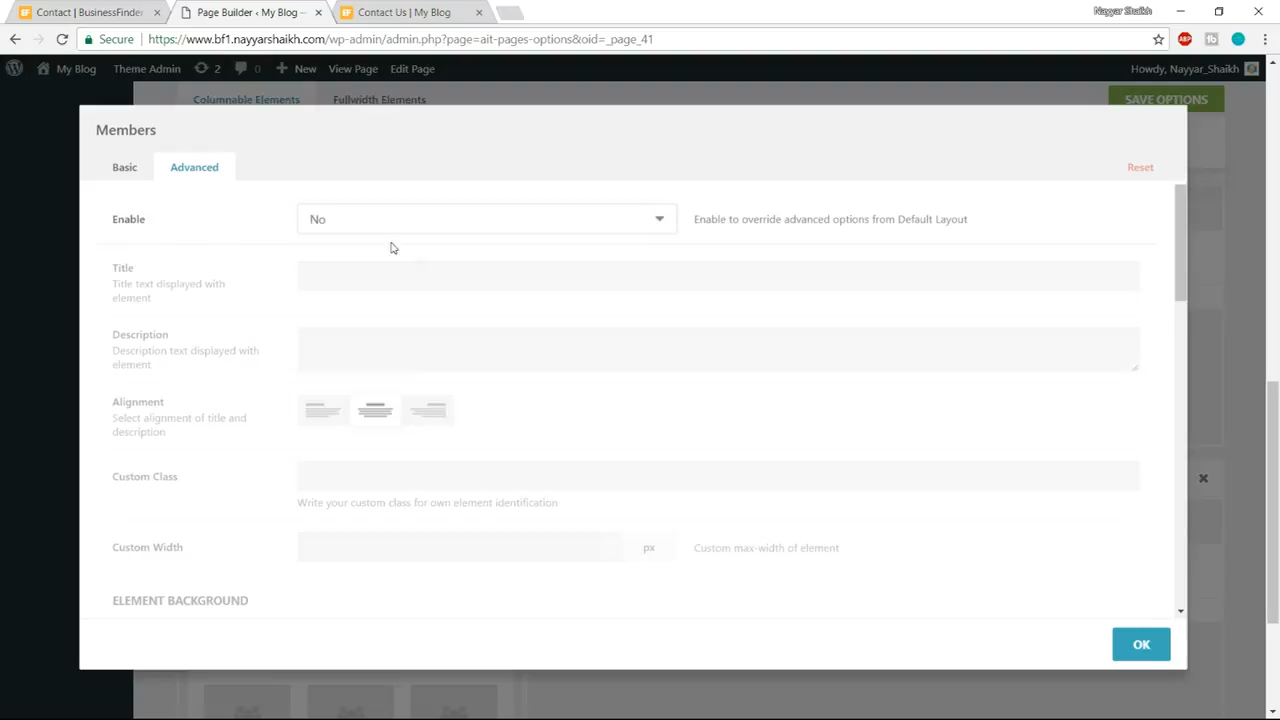 Contact | BusinessFinder
Page Builder ‹ My Blog —
Contact Us | My Blog
Nayyar Shaikh
Secure
https://www.bf1.nayyarshaikh.com/wp-admin/admin.php?page=ait-pages-options&oid=_page_41
My Blog
Theme Admin
2
0
New
View Page
Edit Page
Howdy, Nayyar_Shaikh
Columnable Elements
Fullwidth Elements
SAVE OPTIONS
Members
Basic
Advanced
Reset
Enable
No
Enable to override advanced options from Default Layout
Title
Title text displayed with
element
Description
Description text displayed with
element
Alignment
Select alignment of title and
description
Custom Class
Write your custom class for own element identification
Custom Width
px
Custom max-width of element
ELEMENT BACKGROUND
OK